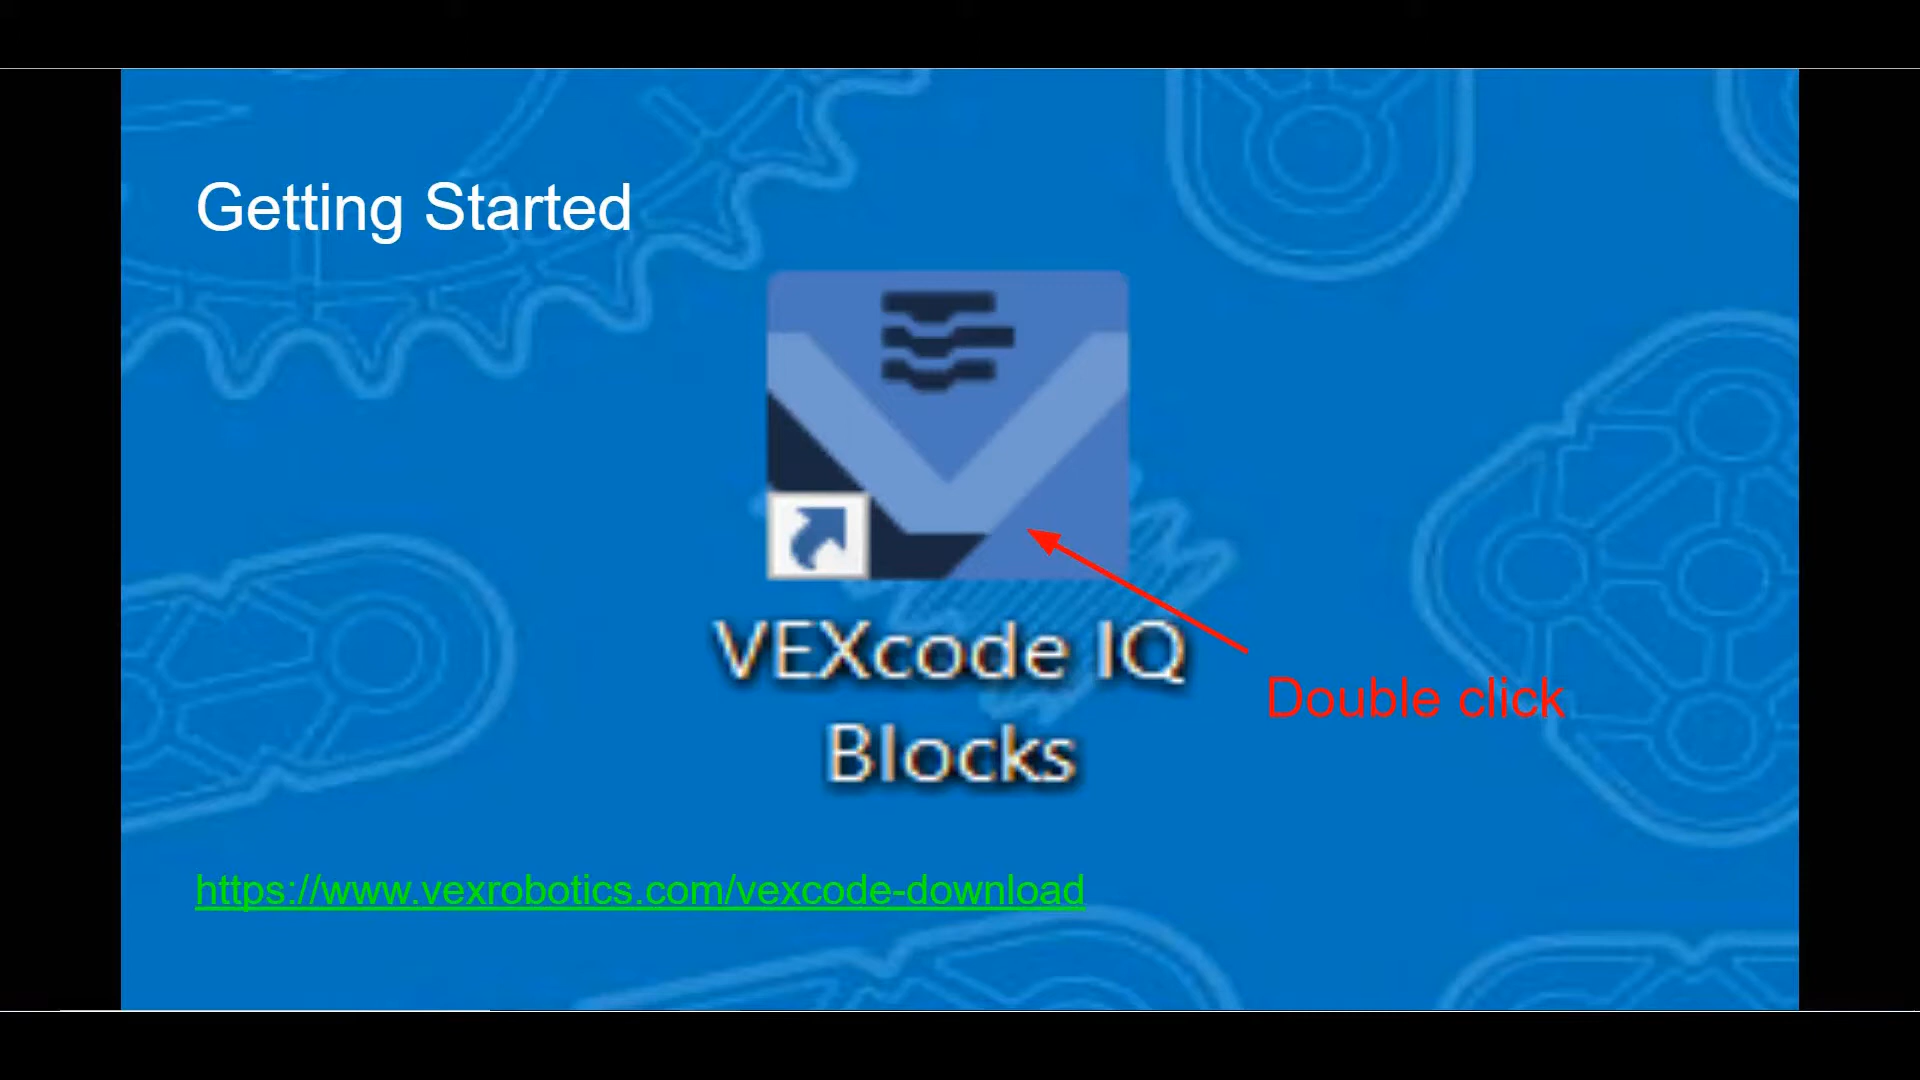 Getting Started
VEXcode IQ
Blocks
Double click
https://www.vexrobotics.com/vexcode-download